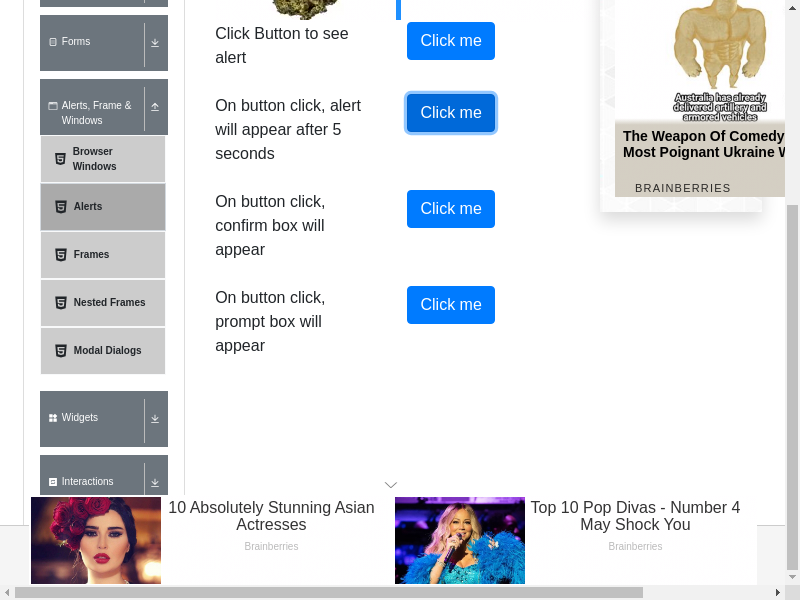 Forms
Alerts, Frame &
Windows
Browser
Windows
Alerts
Frames
Nested Frames
Modal Dialogs
Widgets
Interactions
Click Button to see
alert
Click me
On button click, alert
will appear after 5
seconds
Click me
On button click,
confirm box will
appear
Click me
On button click,
prompt box will
appear
Click me
Australia has already
delivered artillery and
armored vehicles
The Weapon Of Comedy
Most Poignant Ukraine W
BRAINBERRIES
10 Absolutely Stunning Asian
Actresses
Brainberries
Top 10 Pop Divas - Number 4
May Shock You
Brainberries